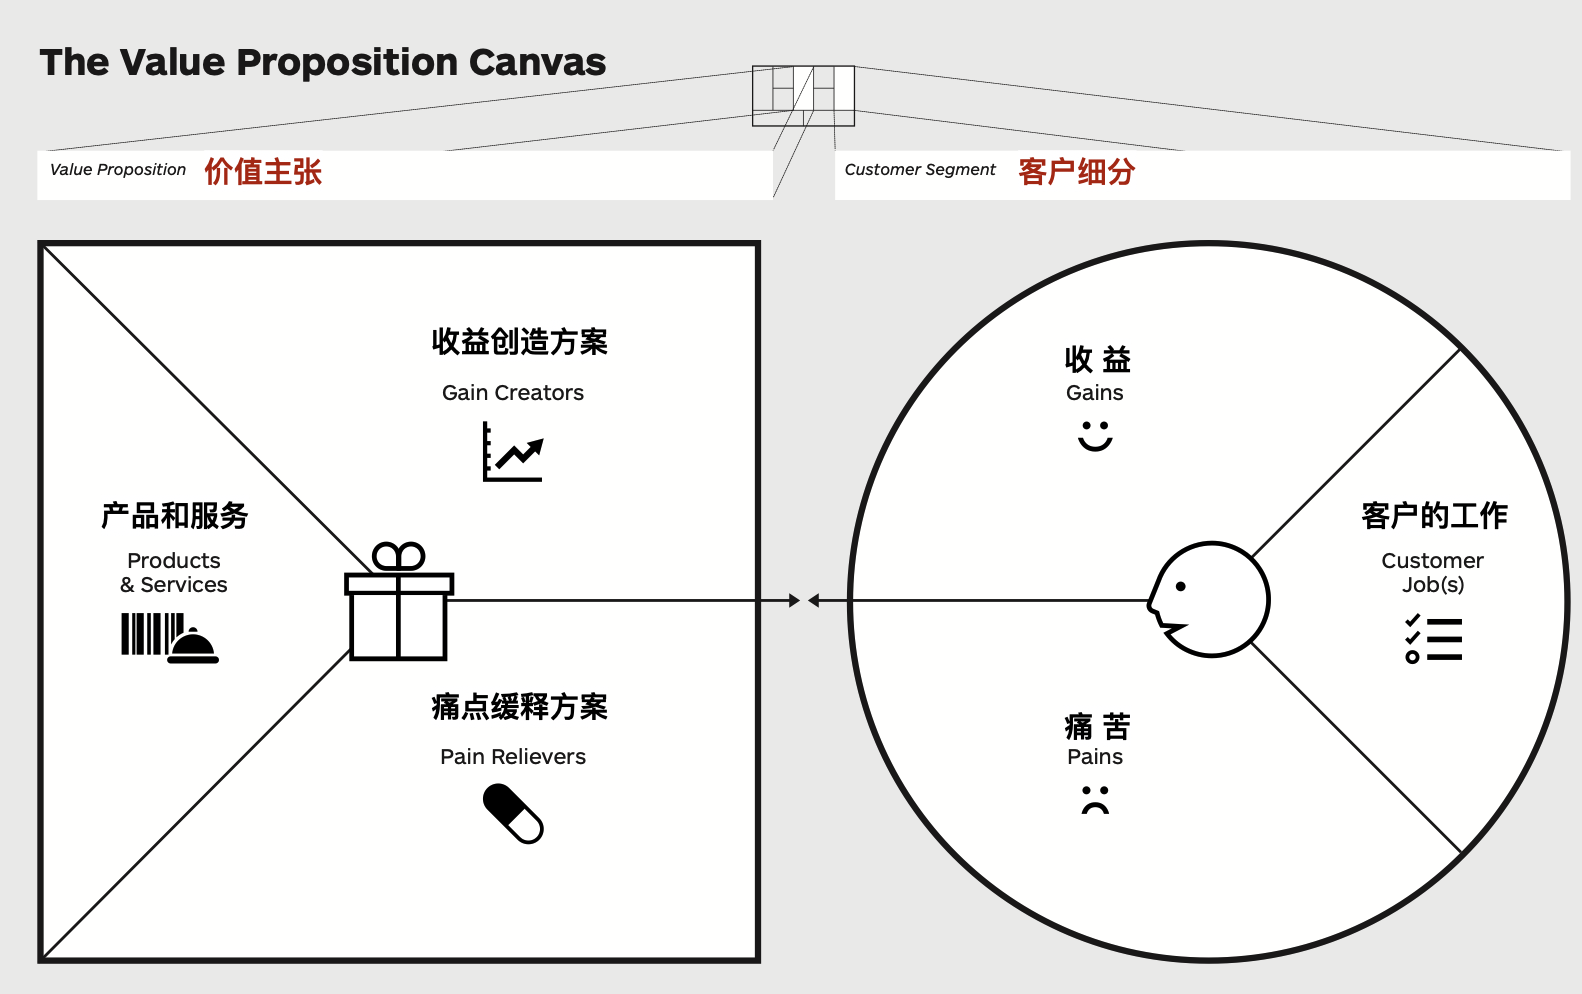 The Value Proposition Canvas
Value Proposition 价值主张
Customer Segment 客户细分
收益创造方案
Gain Creators
产品和服务
Products
& Services
痛点缓释方案
Pain Relievers
收 益
Gains
客户的工作
Customer
Job(s)
痛 苦
Pains